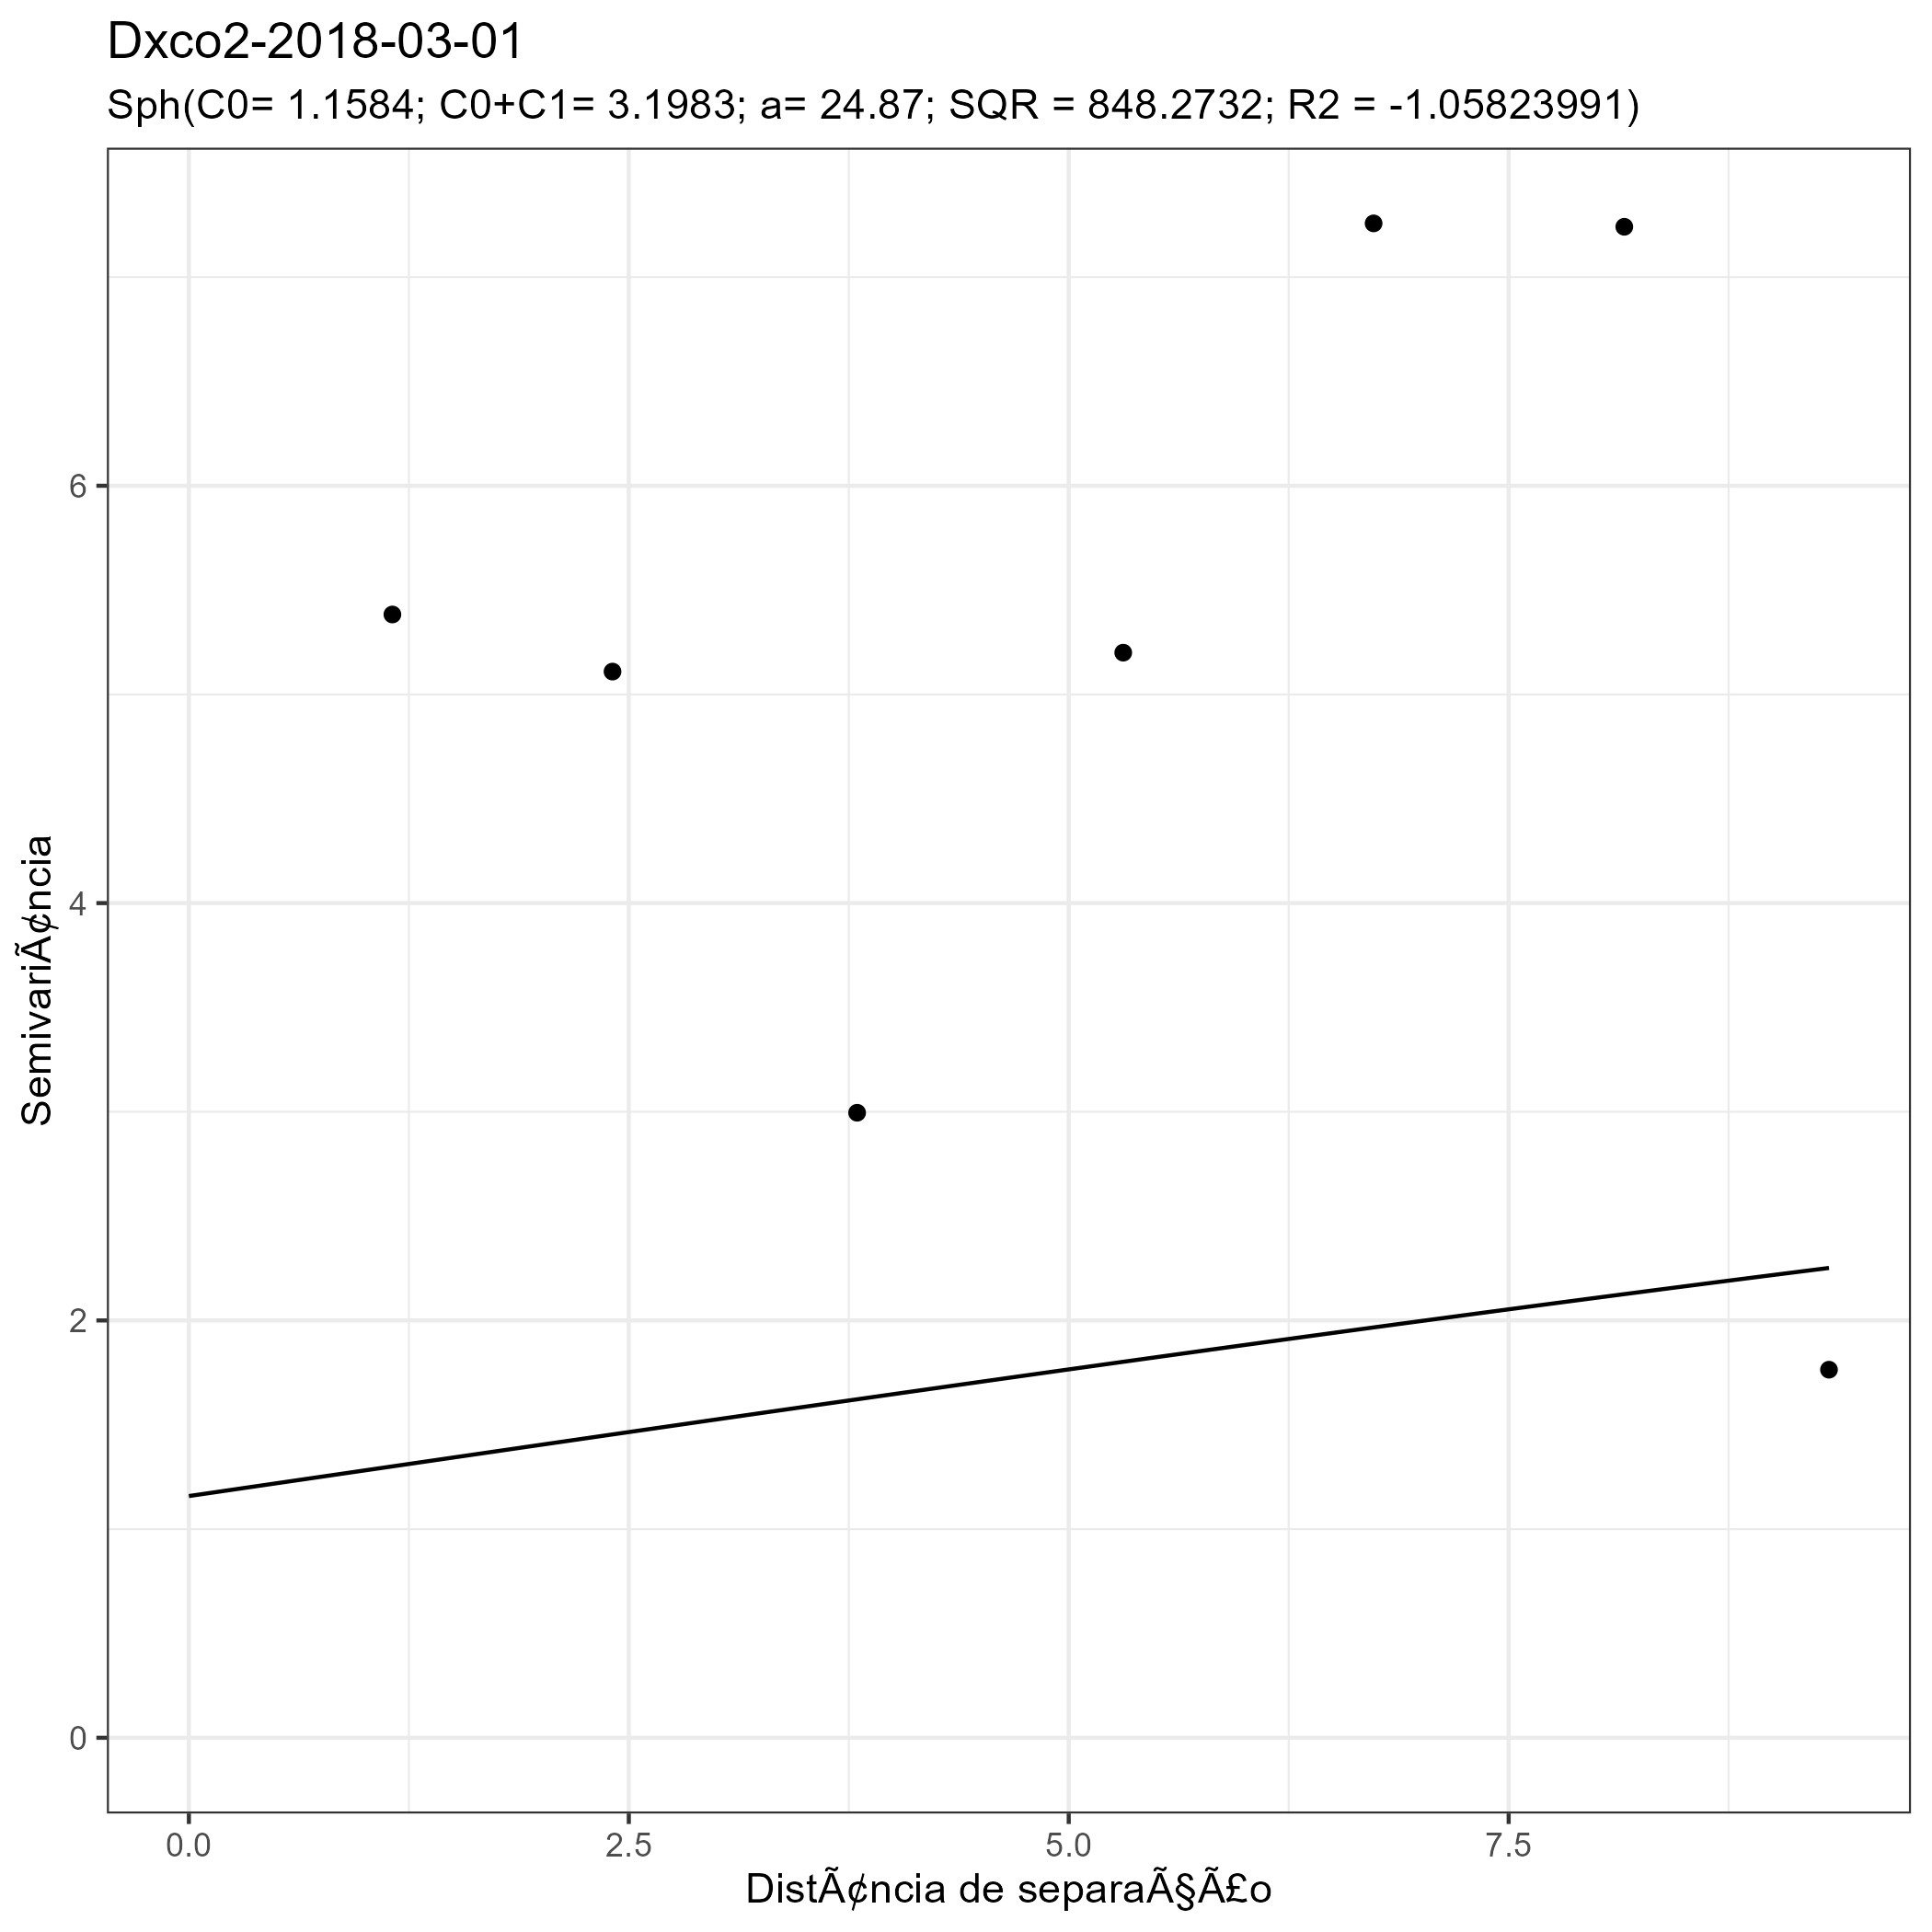 Dxco2-2018-03-01
Sph(C0= 1.1584; C0+C1= 3.1983; a= 24.87; SQR = 848.2732; R2 = -1.05823991)
SemivariÃ¢ncia
6
4
2
0
0.0 2.5 5.0 7.5
DistÃ¢ncia de separaÃ§Ã£o